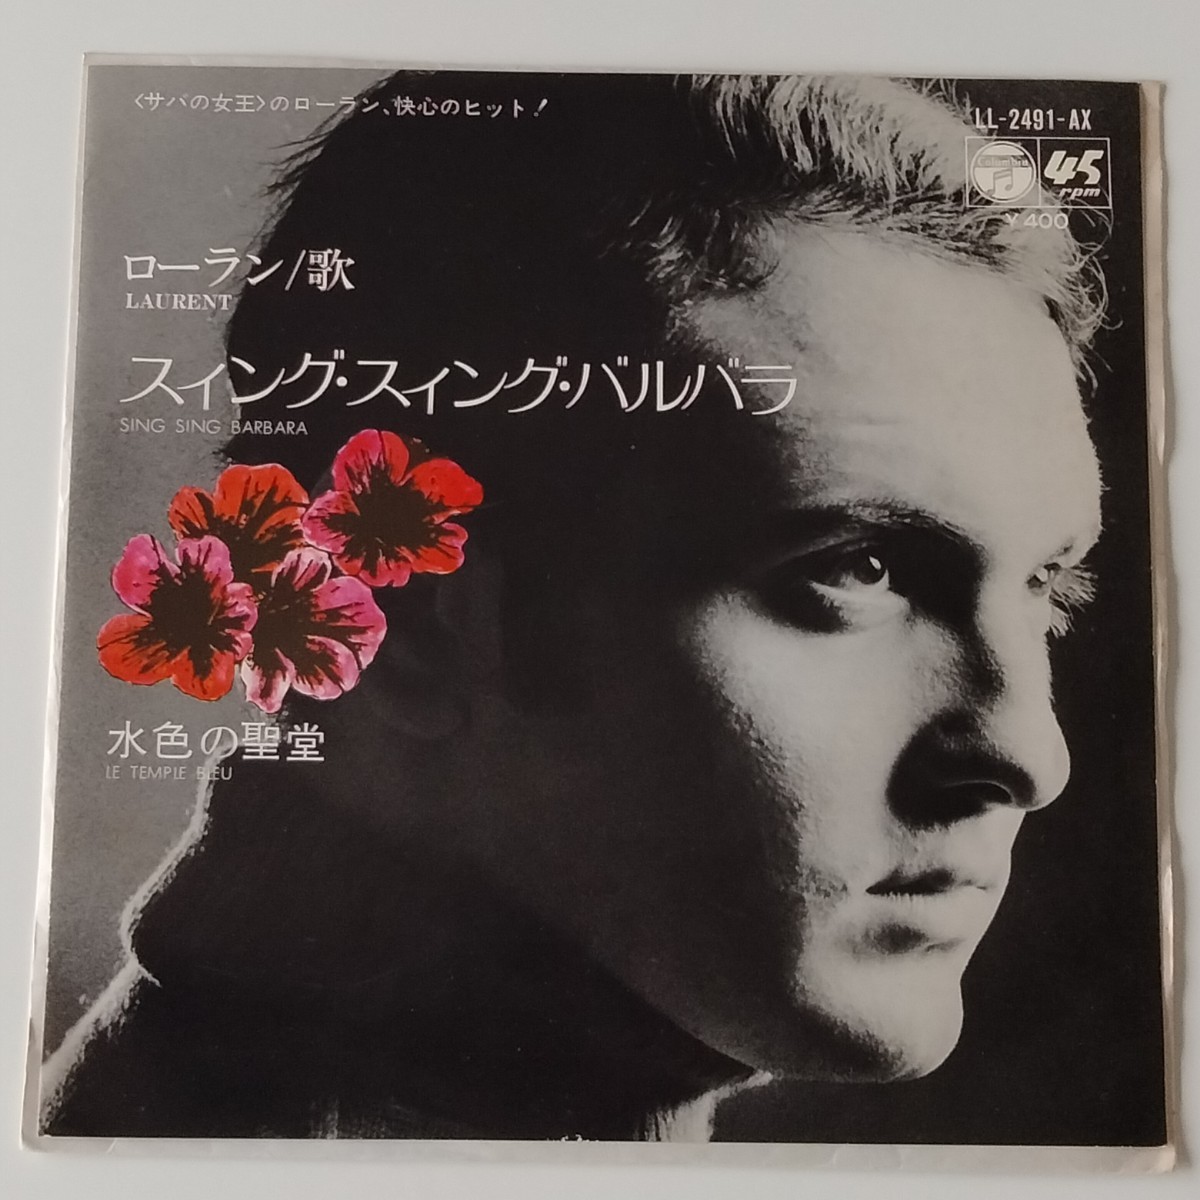 〈サバの女王〉のローラン、快心のヒット!
LL-2491-AX
Columbia
45
rpm
¥400
ローラン/歌
LAURENT
スイング・スイング・バルバラ
SING SING BARBARA
水色の聖堂
LE TEMPLE BLEU